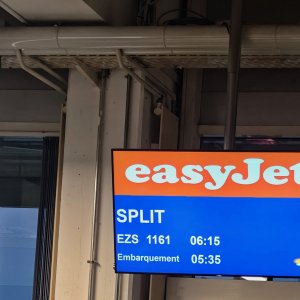 easyJet
SPLIT
EZS 1161 06:15
Embarquement 05:35